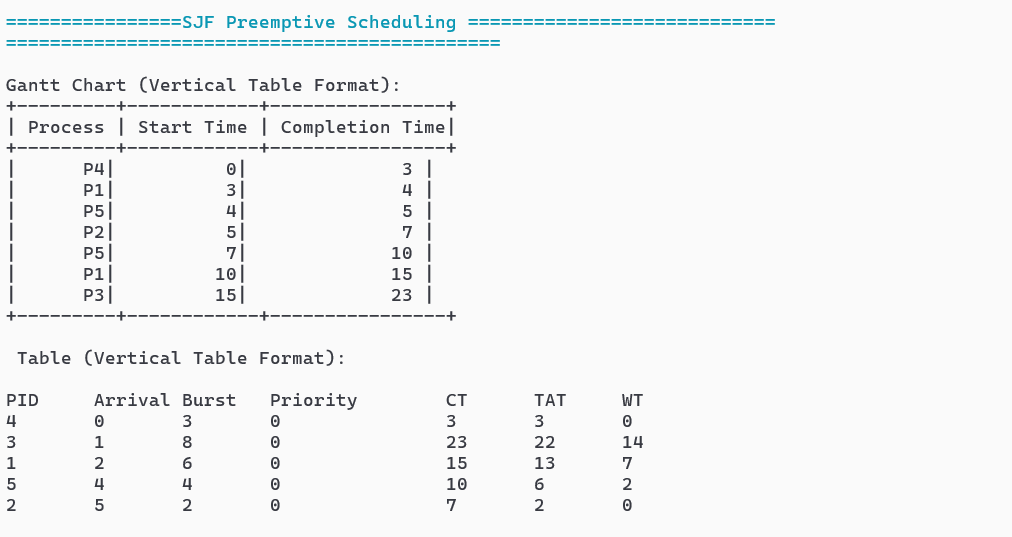 ================SJF Preemptive Scheduling ============================
=============================================
Gantt Chart (Vertical Table Format):
+---------+------------+----------------+
| Process | Start Time | Completion Time|
+---------+------------+----------------+
|      P4|          0|              3 |
|      P1|          3|              4 |
|      P5|          4|              5 |
|      P2|          5|              7 |
|      P5|          7|             10 |
|      P1|         10|             15 |
|      P3|         15|             23 |
+---------+------------+----------------+
 Table (Vertical Table Format):
PID     Arrival Burst   Priority        CT      TAT     WT
4       0       3       0               3       3       0
3       1       8       0               23      22      14
1       2       6       0               15      13      7
5       4       4       0               10      6       2
2       5       2       0               7       2       0